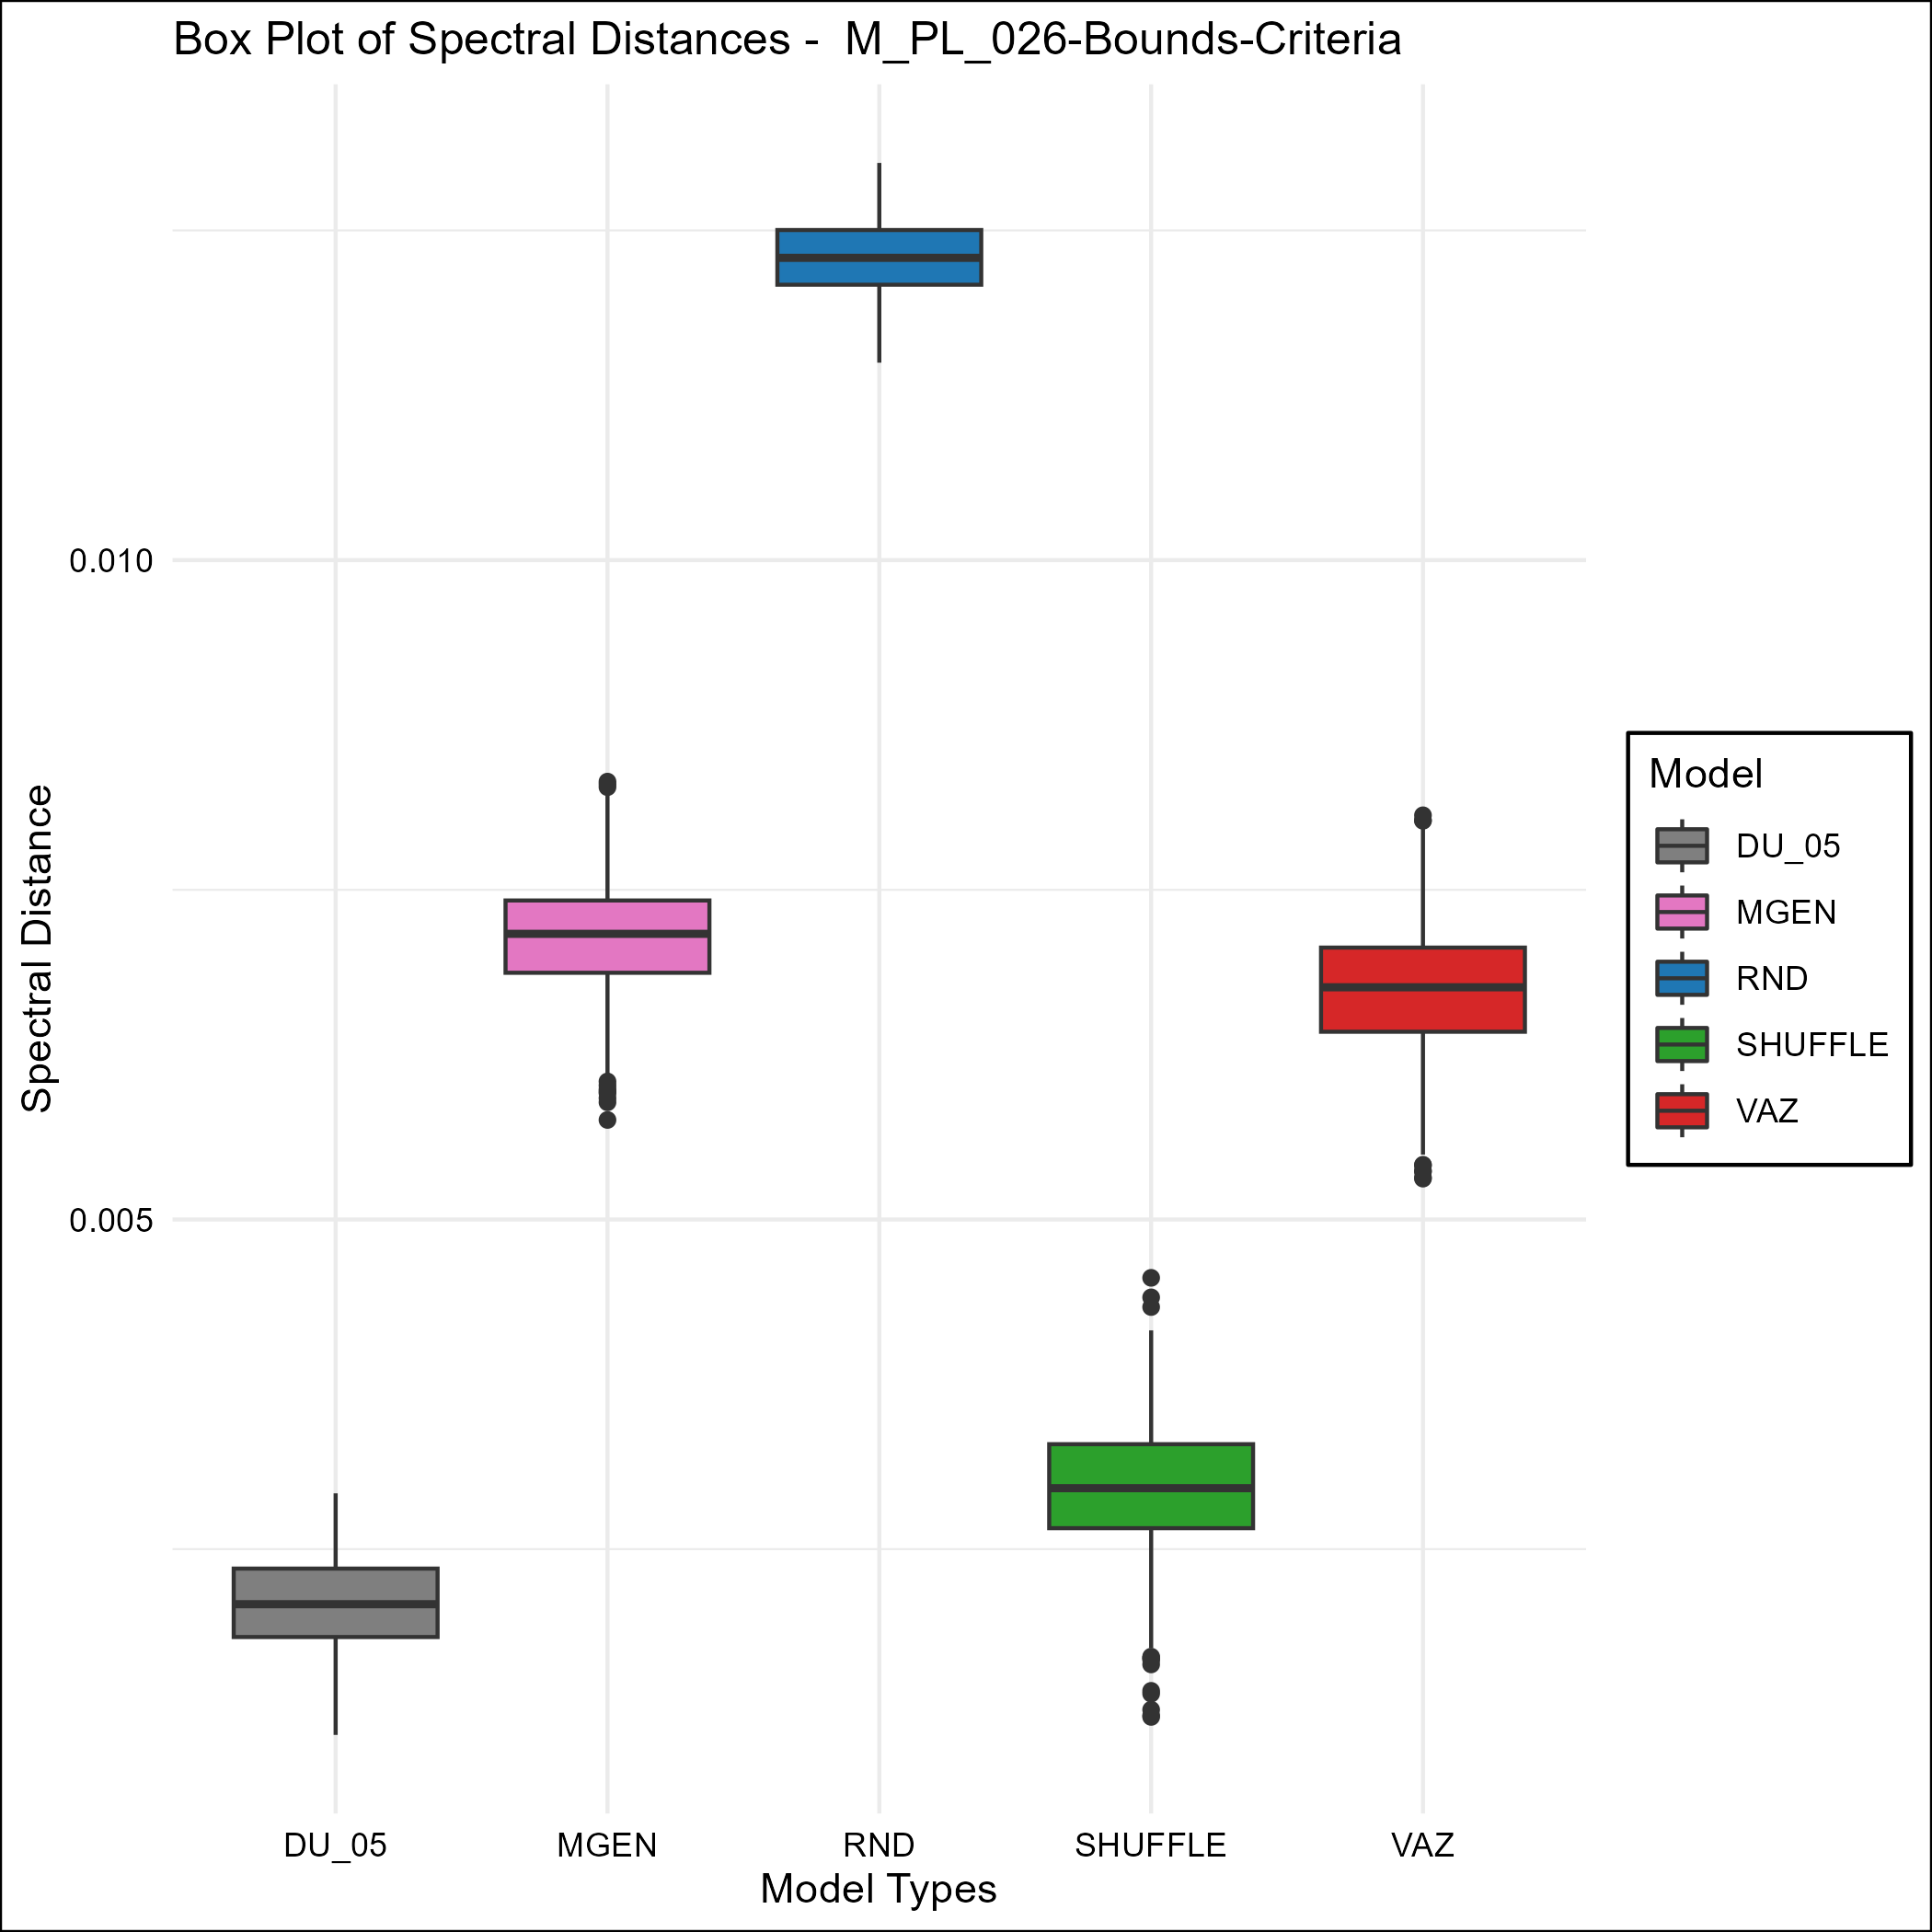 Box Plot of Spectral Distances -  M_PL_026-Bounds-Criteria
0.010
0.005
Spectral Distance
DU_05
MGEN
RND
SHUFFLE
VAZ
Model Types
Model
DU_05
MGEN
RND
SHUFFLE
VAZ